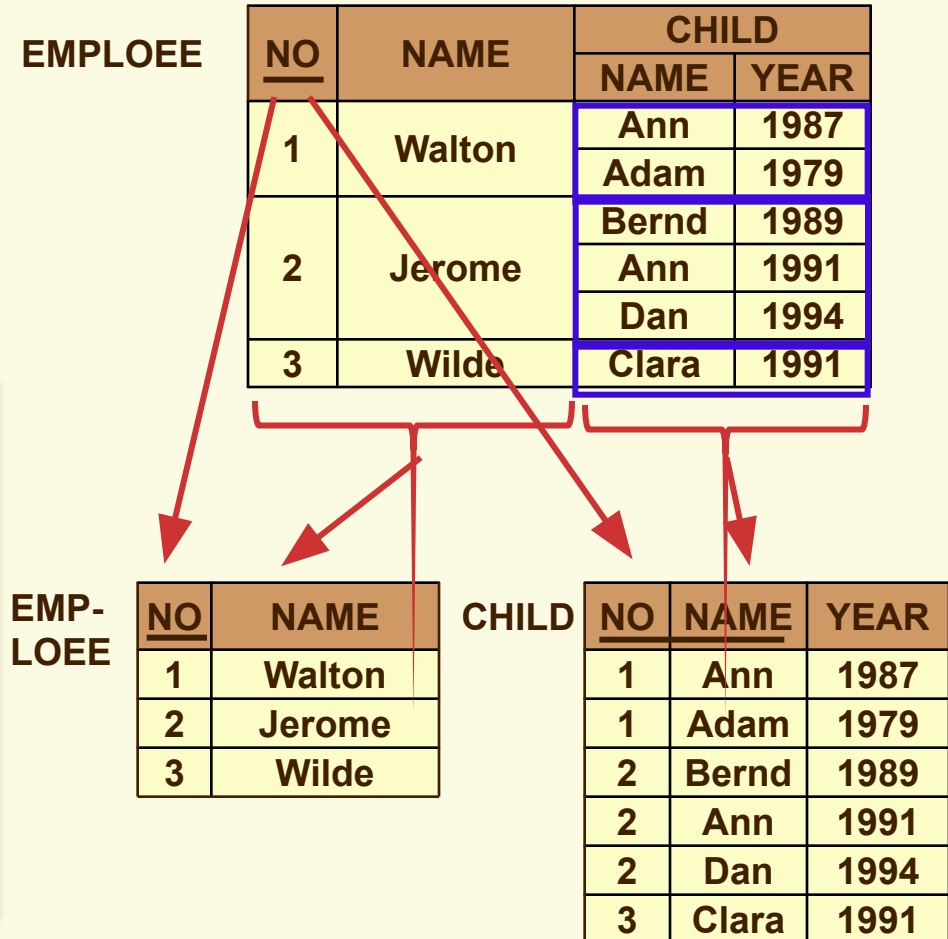 EMPLOEE NO NAME CHILD
NAME YEAR
1 Walton Ann 1987
Adam 1979
2 Jerome Bernd 1989
Ann 1991
Dan 1994
3 Wilde Clara 1991
EMP-
LOEE
NO NAME
1 Walton
2 Jerome
3 Wilde
CHILD
NO NAME YEAR
1 Ann 1987
1 Adam 1979
2 Bernd 1989
2 Ann 1991
2 Dan 1994
3 Clara 1991